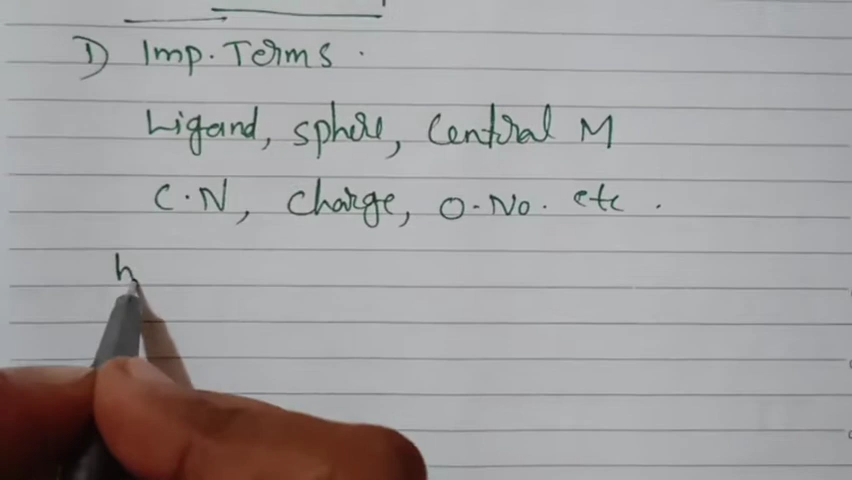 1) Imp. Terms.
Ligand, sphere, Central M
C.N, Charge, O.No. etc.
h